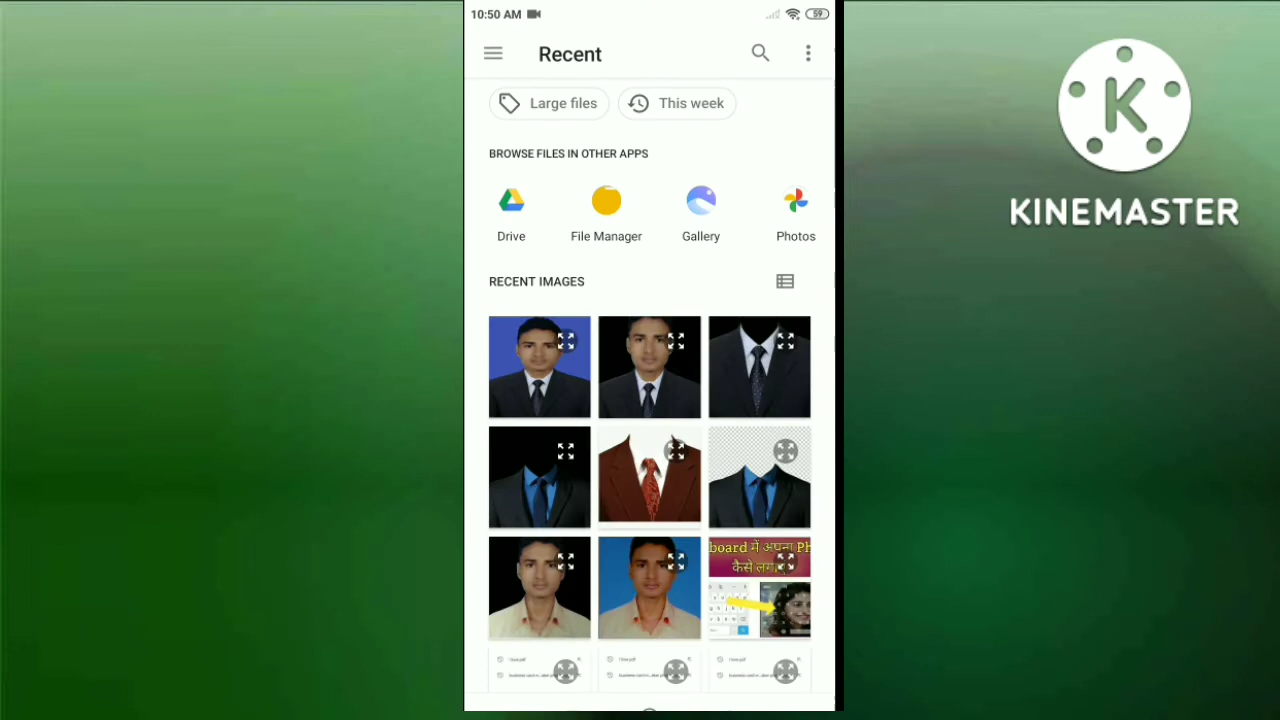 10:50 AM
59
Recent
Large files
This week
BROWSE FILES IN OTHER APPS
Drive
File Manager
Gallery
Photos
RECENT IMAGES
board में अपना Ph
कैसे लगा
K
KINEMASTER